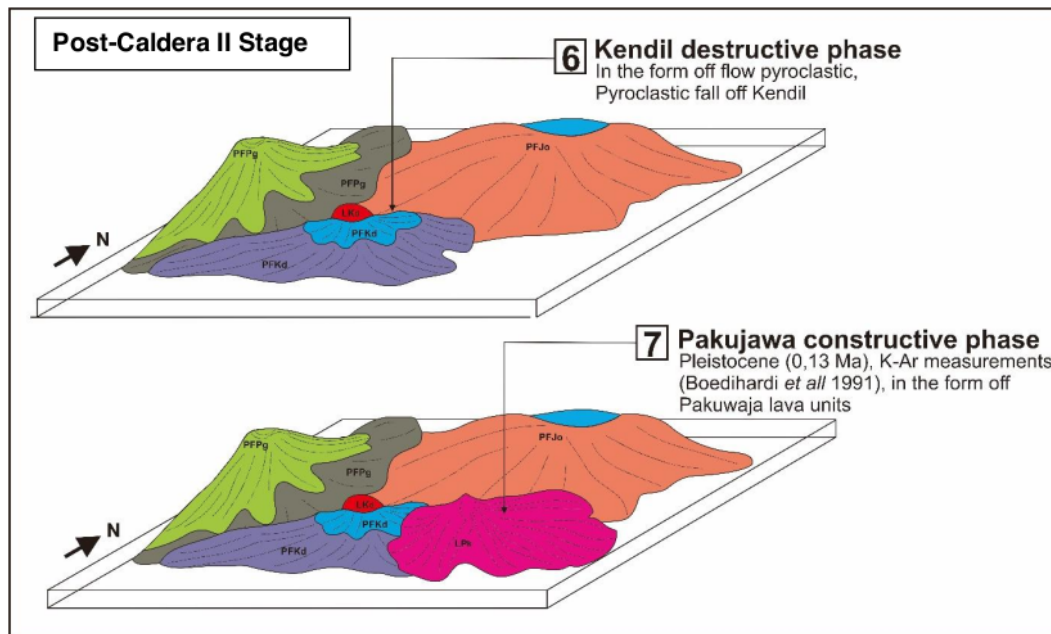 Post-Caldera II Stage
6 Kendil destructive phase
In the form off flow pyroclastic,
Pyroclastic fall off Kendil
PFPg
PFJo
PFPg
LKd
PFKd
N
PFKd
7 Pakujawa constructive phase
Pleistocene (0,13 Ma), K-Ar measurements
(Boedihardi et all 1991), in the form off
Pakuwaja lava units
PFPg
PFJo
PFPg
PFKd
N
PFKd